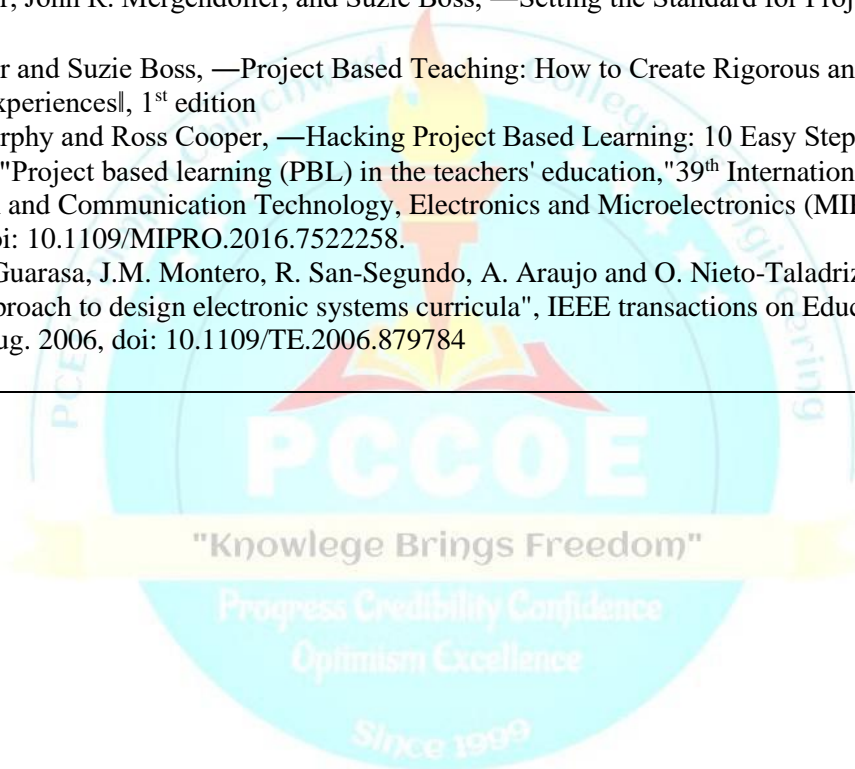 r, John R. Mergendoller, and Suzie Boss, ―Setting the Standard for Proj
r and Suzie Boss, ―Project Based Teaching: How to Create Rigorous an
xperiences‖, 1st edition
rphy and Ross Cooper, ―Hacking Project Based Learning: 10 Easy Step
"Project based learning (PBL) in the teachers' education,"39th Internation
and Communication Technology, Electronics and Microelectronics (MIP
oi: 10.1109/MIPRO.2016.7522258.
Guarasa, J.M. Montero, R. San-Segundo, A. Araujo and O. Nieto-Taladriz
proach to design electronic systems curricula", IEEE transactions on Educ
ug. 2006, doi: 10.1109/TE.2006.879784
College of Engineering
PCCOE
"Knowlege Brings Freedom"
Progress Credibility Confidence
Optimism Excellence
Since 1999